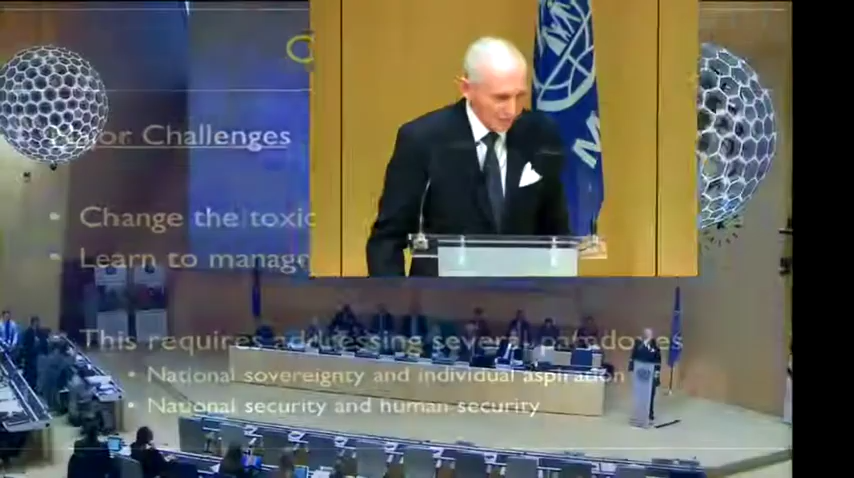 or Challenges
Change the toxic
Learn to manage
This requires addressing several paradoxes
National sovereignty and individual aspiration
National security and human security
M